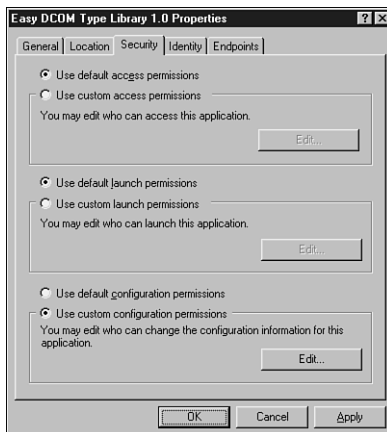 Easy DCOM Type Library 1.0 Properties
General Location Security Identity Endpoints
Use default access permissions
Use custom access permissions
You may edit who can access this application.
Edit...
Use default launch permissions
Use custom launch permissions
You may edit who can launch this application.
Edit...
Use default configuration permissions
Use custom configuration permissions
You may edit who can change the configuration information for this
application.
Edit...
OK Cancel Apply